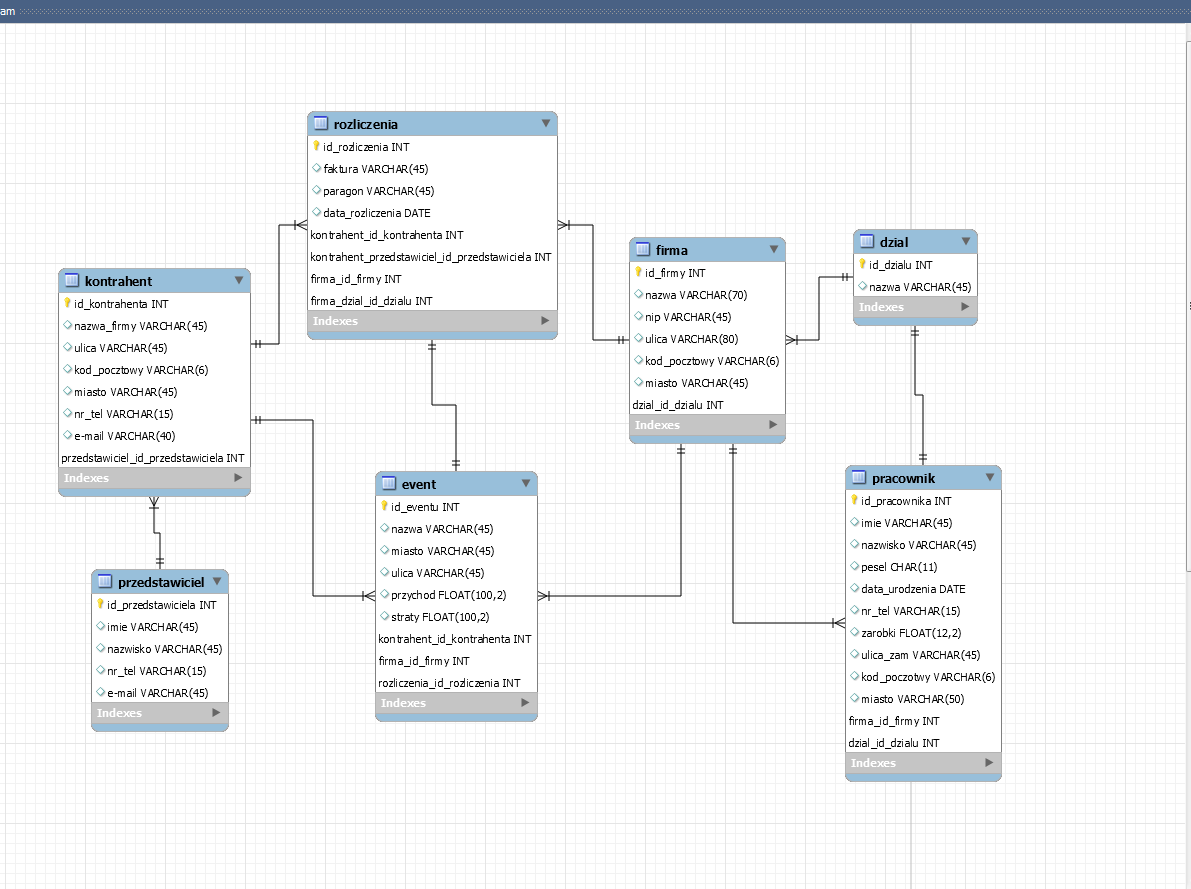 am
rozliczenia
id_rozliczenia INT
faktura VARCHAR(45)
paragon VARCHAR(45)
data_rozliczenia DATE
kontrahent_id_kontrahenta INT
kontrahent_przedstawiciel_id_przedstawiciela INT
firma_id_firmy INT
firma_dzial_id_dzialu INT
Indexes
kontrahent
id_kontrahenta INT
nazwa_firmy VARCHAR(45)
ulica VARCHAR(45)
kod_pocztowy VARCHAR(6)
miasto VARCHAR(45)
nr_tel VARCHAR(15)
e-mail VARCHAR(40)
przedstawiciel_id_przedstawiciela INT
Indexes
firma
id_firmy INT
nazwa VARCHAR(70)
nip VARCHAR(45)
ulica VARCHAR(80)
kod_pocztowy VARCHAR(6)
miasto VARCHAR(45)
dzial_id_dzialu INT
Indexes
dzial
id_dzialu INT
nazwa VARCHAR(45)
Indexes
przedstawiciel
id_przedstawiciela INT
imie VARCHAR(45)
nazwisko VARCHAR(45)
nr_tel VARCHAR(15)
e-mail VARCHAR(45)
Indexes
event
id_eventu INT
nazwa VARCHAR(45)
miasto VARCHAR(45)
ulica VARCHAR(45)
przychod FLOAT(100,2)
straty FLOAT(100,2)
kontrahent_id_kontrahenta INT
firma_id_firmy INT
rozliczenia_id_rozliczenia INT
Indexes
pracownik
id_pracownika INT
imie VARCHAR(45)
nazwisko VARCHAR(45)
pesel CHAR(11)
data_urodzenia DATE
nr_tel VARCHAR(15)
zarobki FLOAT(12,2)
ulica_zam VARCHAR(45)
kod_poczotwy VARCHAR(6)
miasto VARCHAR(50)
firma_id_firmy INT
dzial_id_dzialu INT
Indexes